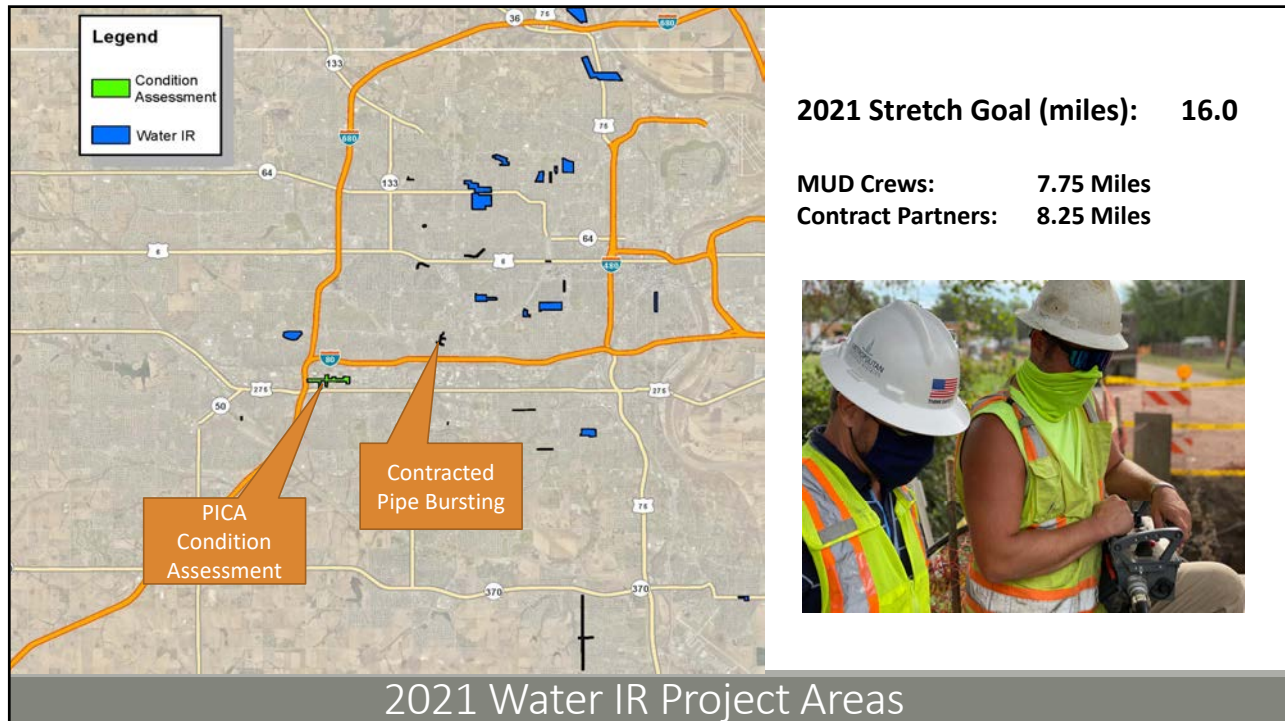 Legend
Condition
Assessment
Water IR
36
75
680
133
75
680
64
133
6
64
6
480
80
275
275
50
75
370
370
PICA
Condition
Assessment
Contracted
Pipe Bursting
2021 Stretch Goal (miles): 16.0
MUD Crews: 7.75 Miles
Contract Partners: 8.25 Miles
METROPOLITAN
2021 Water IR Project Areas